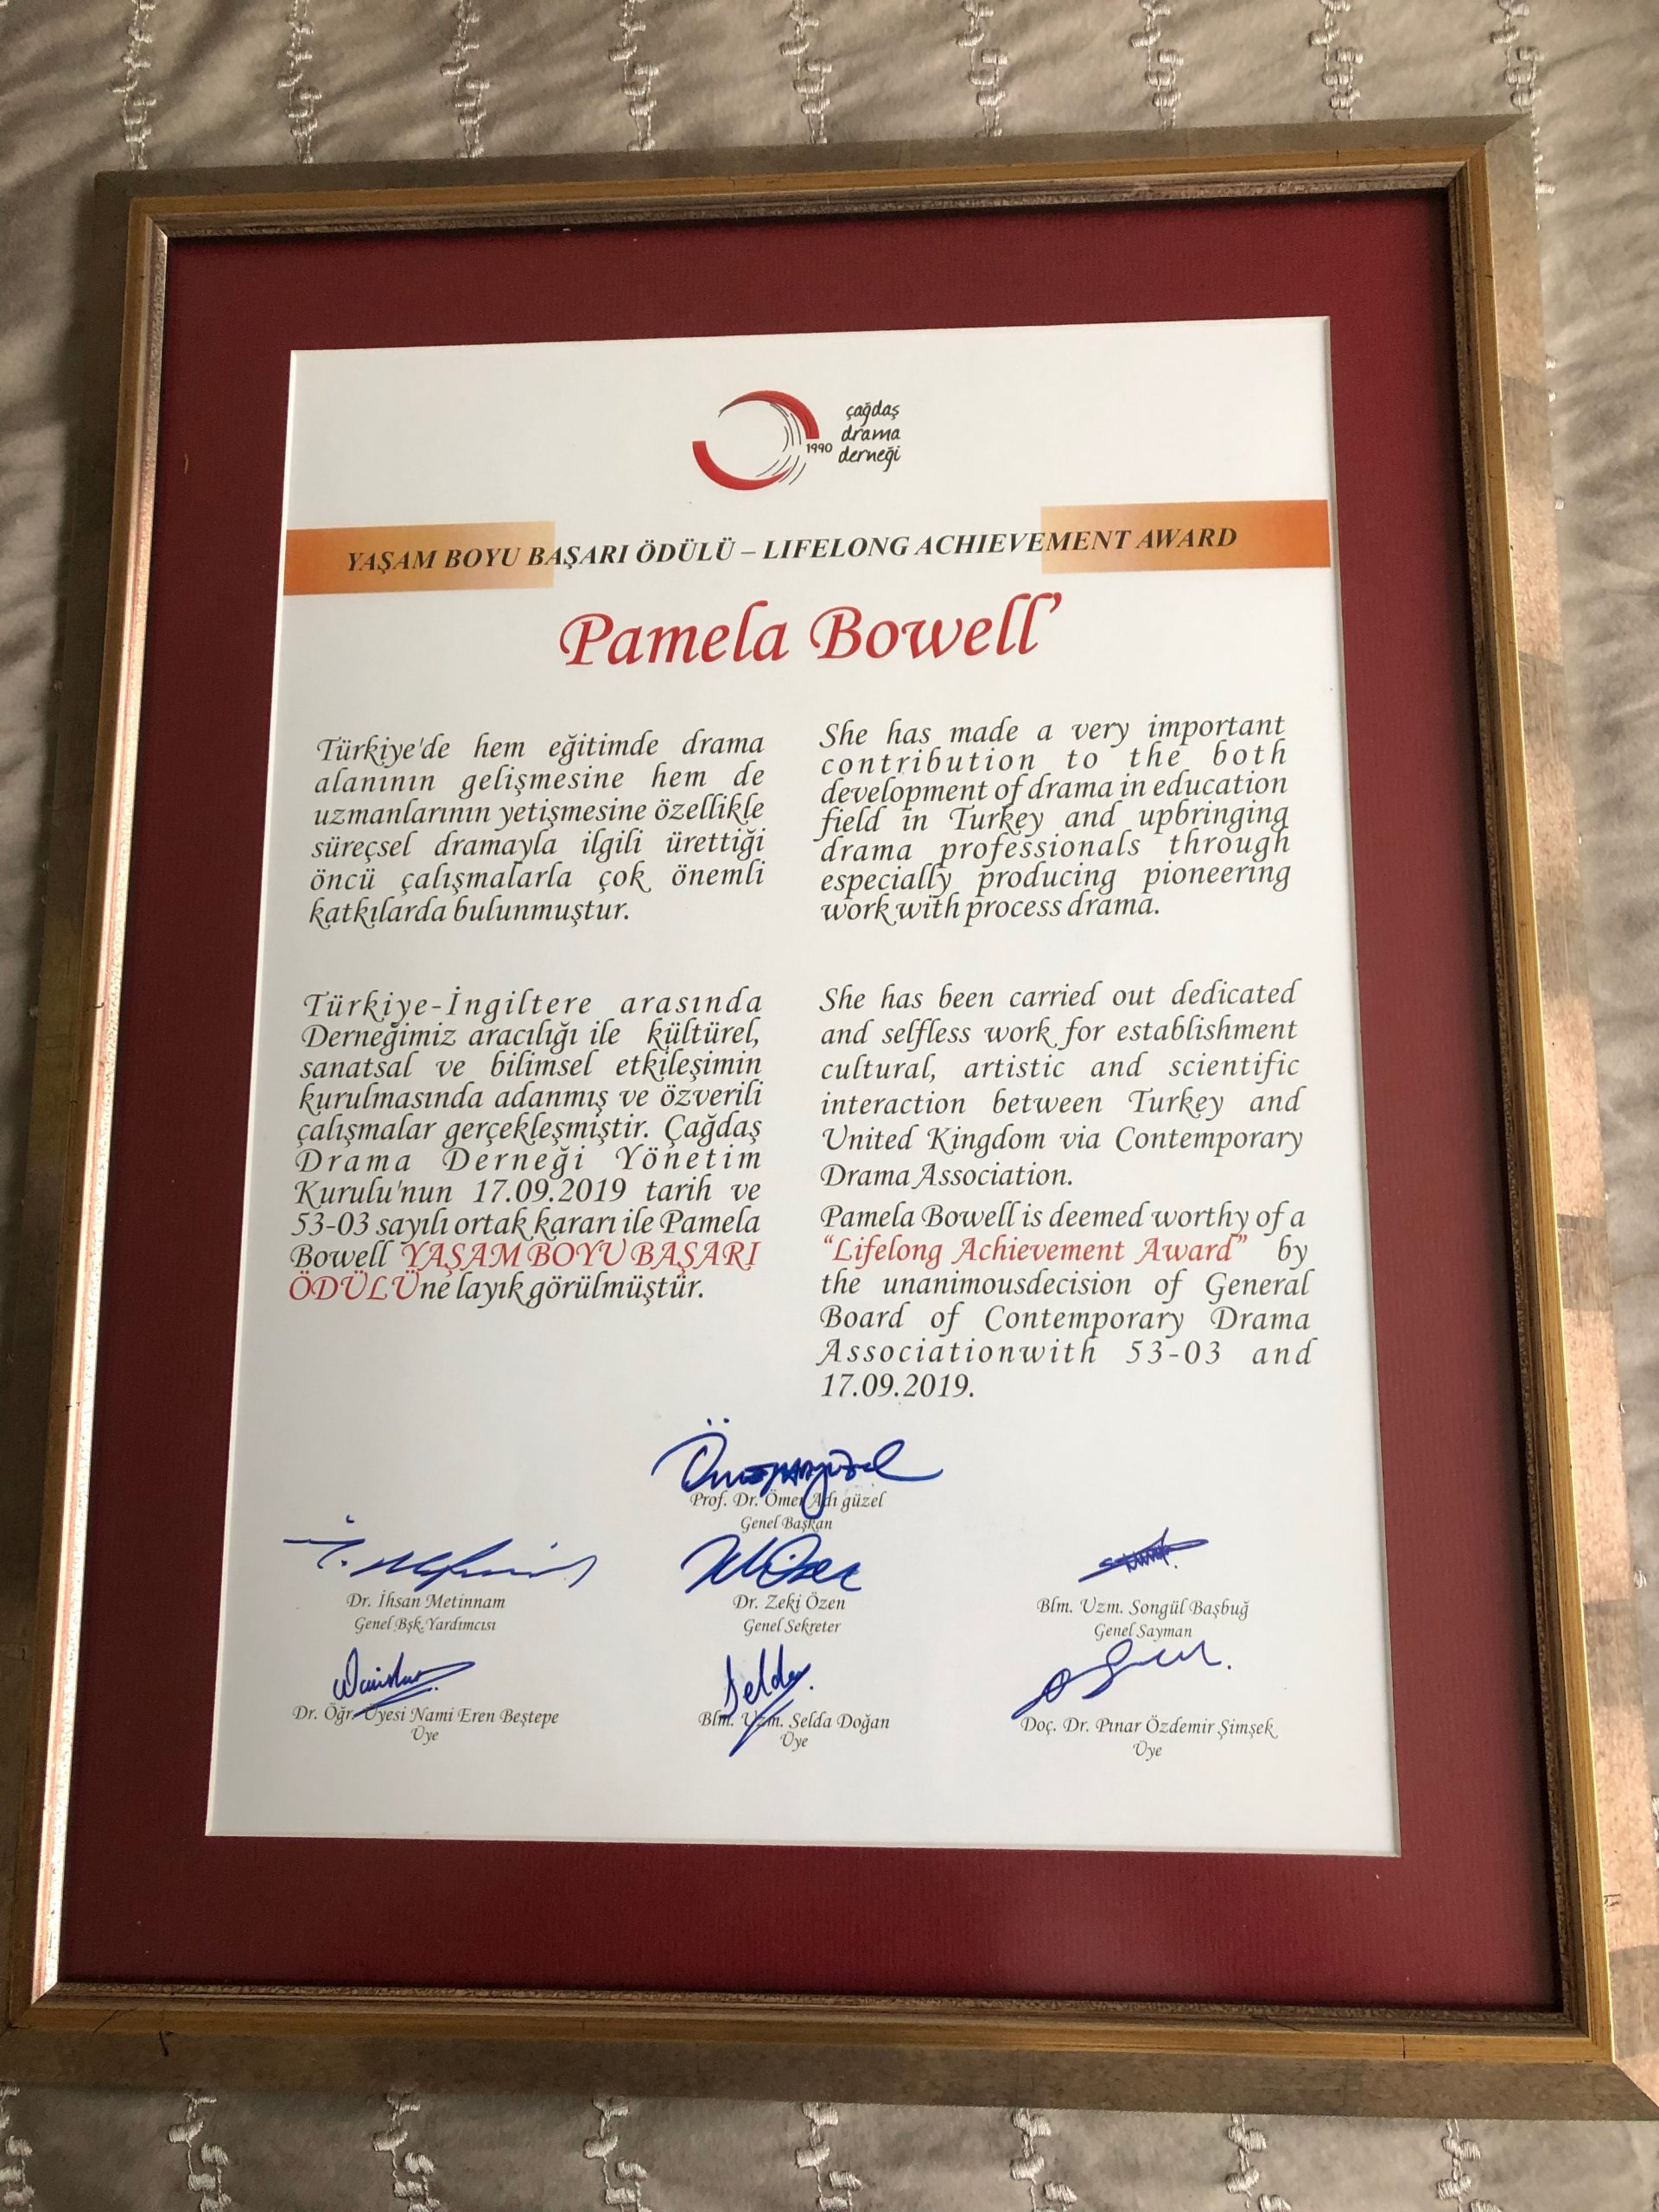 çağdaş
drama
1990 derneği
YAŞAM BOYU BAŞARI ÖDÜLÜ – LIFELONG ACHIEVEMENT AWARD
Pamela Bowell’
Türkiye'de hem eğitimde drama
alanının gelişmesine hem de
uzmanlarının yetişmesine özellikle
süreçsel dramayla ilgili ürettiği
öncü çalışmalarla çok önemli
katkılarda bulunmuştur.
Türkiye-İngiltere arasında
Derneğimiz aracılığı ile kültürel,
sanatsal ve bilimsel etkileşimin
kurulmasında adanmış ve özverili
çalışmalar gerçekleşmiştir. Çağdaş
Drama Derneği Yönetim
Kurulu'nun 17.09.2019 tarih ve
53-03 sayılı ortak kararı ile Pamela
Bowell YAŞAM BOYU BAŞARI
ÖDÜLÜne layık görülmüştür.
She has made a very important
contribution to the both
development of drama in education
field in Turkey and upbringing
drama professionals through
especially producing pioneering
work with process drama.
She has been carried out dedicated
and selfless work for establishment
cultural, artistic and scientific
interaction between Turkey and
United Kingdom via Contemporary
Drama Association.
Pamela Bowell is deemed worthy of a
“Lifelong Achievement Award” by
the unanimousdecision of General
Board of Contemporary Drama
Associationwith 53-03 and
17.09.2019.
Prof. Dr. Ömer Adı güzel
Genel Başkan
Dr. İhsan Metinnam
Genel Bşk. Yardımcısı
Dr. Zeki Özen
Genel Sekreter
Blm. Uzm. Songül Başbuğ
Genel Sayman
Dr. Öğr. Üyesi Nami Eren Beştepe
Üye
Selda
Blm. Uzm. Selda Doğan
Üye
Doç. Dr. Pınar Özdemir Şimşek
Üye